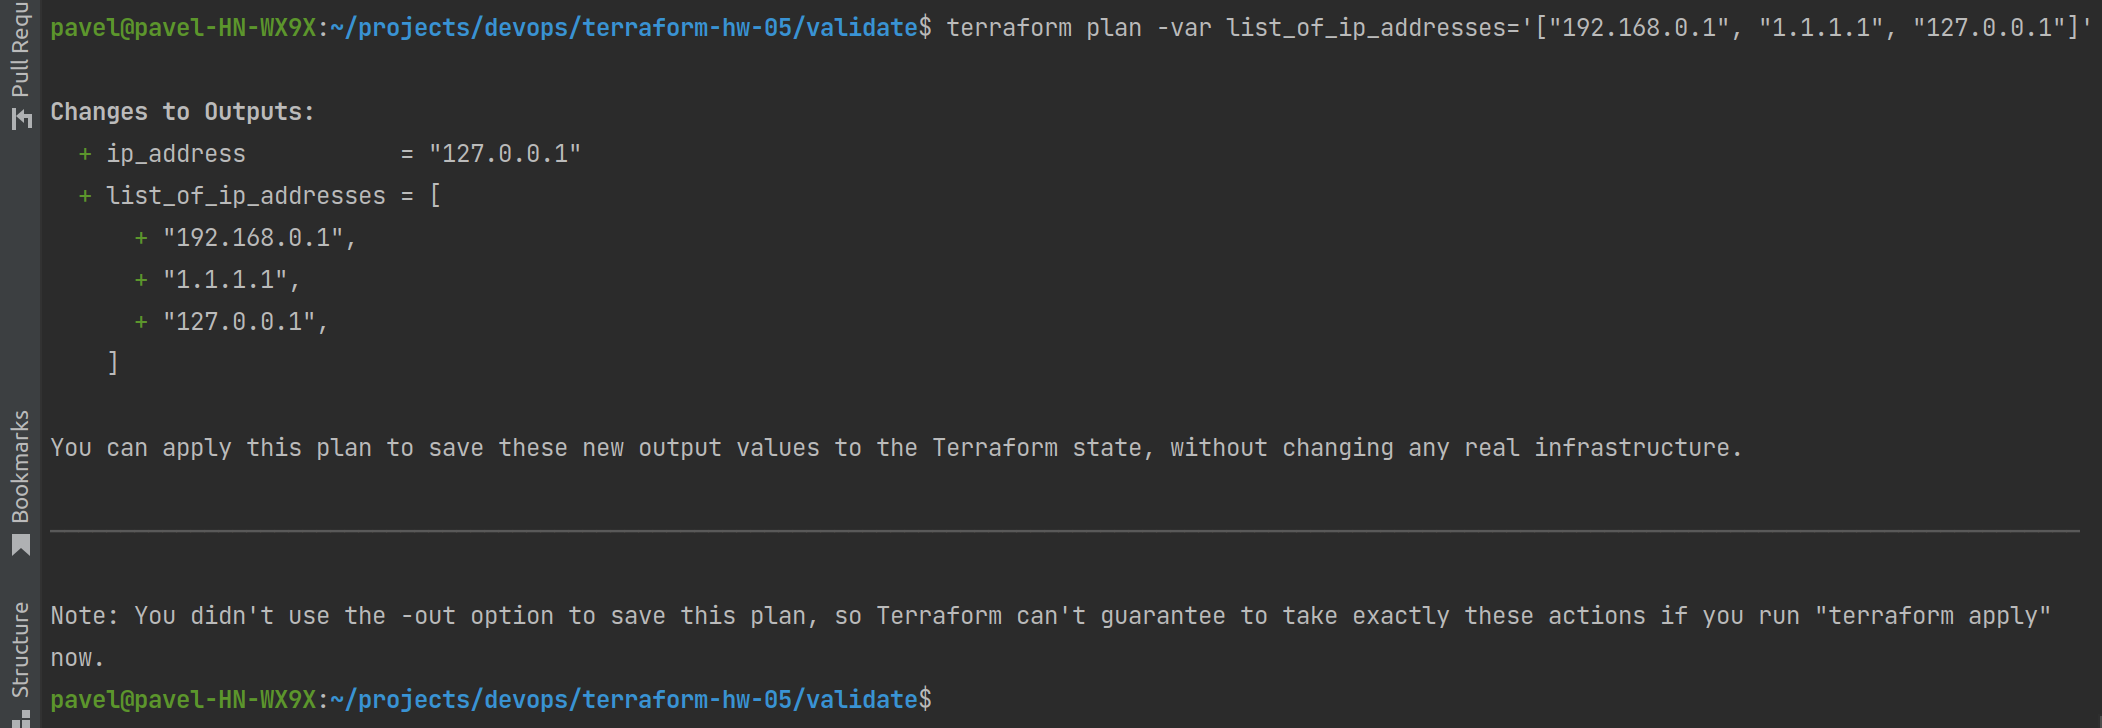 pavel@pavel-HN-WX9X:~/projects/devops/terraform-hw-05/validate$ terraform plan -var list_of_ip_addresses='["192.168.0.1", "1.1.1.1", "127.0.0.1"]'
Changes to Outputs:
  + ip_address           = "127.0.0.1"
  + list_of_ip_addresses = [
      + "192.168.0.1",
      + "1.1.1.1",
      + "127.0.0.1",
    ]
You can apply this plan to save these new output values to the Terraform state, without changing any real infrastructure.
Note: You didn't use the -out option to save this plan, so Terraform can't guarantee to take exactly these actions if you run "terraform apply"
now.
pavel@pavel-HN-WX9X:~/projects/devops/terraform-hw-05/validate$
Pull Requ
Bookmarks
Structure